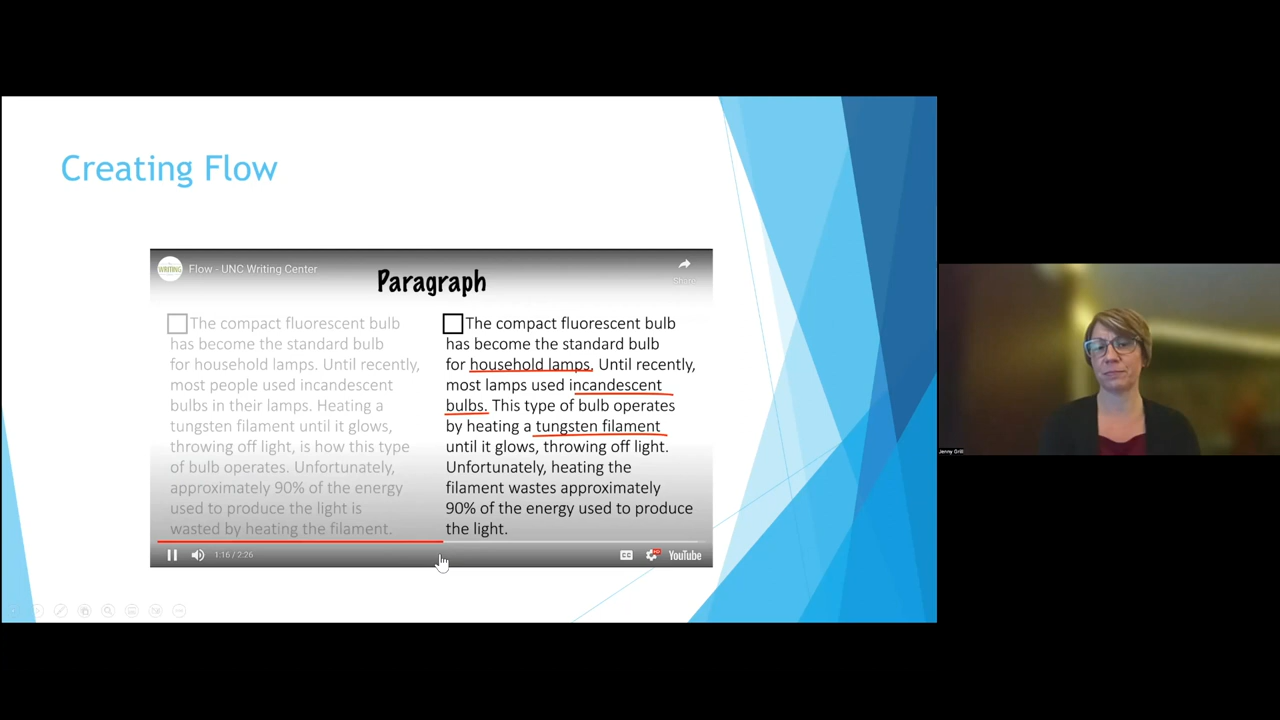 Creating Flow
WRITING
Flow - UNC Writing Center
Share
Paragraph
The compact fluorescent bulb
has become the standard bulb
for household lamps. Until recently,
most people used incandescent
bulbs in their lamps. Heating a
tungsten filament until it glows,
throwing off light, is how this type
of bulb operates. Unfortunately,
approximately 90% of the energy
used to produce the light is
wasted by heating the filament.
The compact fluorescent bulb
has become the standard bulb
for household lamps. Until recently,
most lamps used incandescent
bulbs. This type of bulb operates
by heating a tungsten filament
until it glows, throwing off light.
Unfortunately, heating the
filament wastes approximately
90% of the energy used to produce
the light.
1:16 / 2:26
CC
HD
YouTube
Jenny Grill